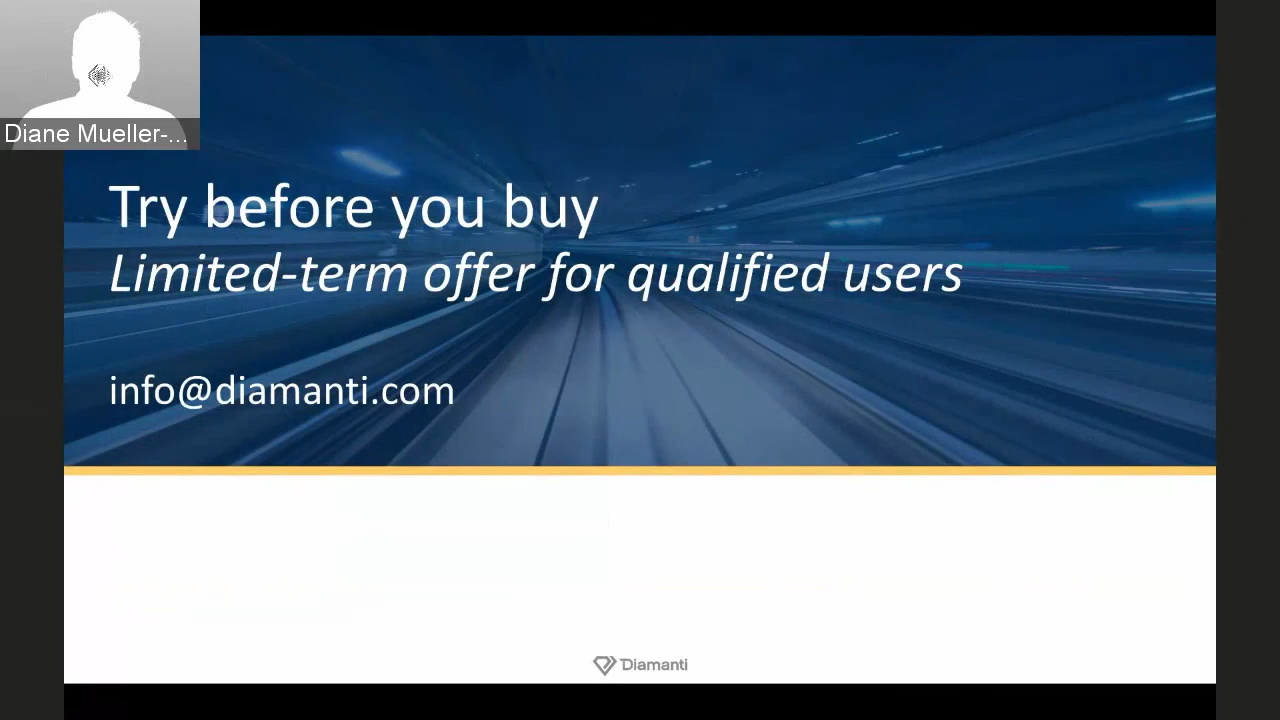 Diane Mueller-...
Try before you buy
Limited-term offer for qualified users
info@diamanti.com
Diamanti